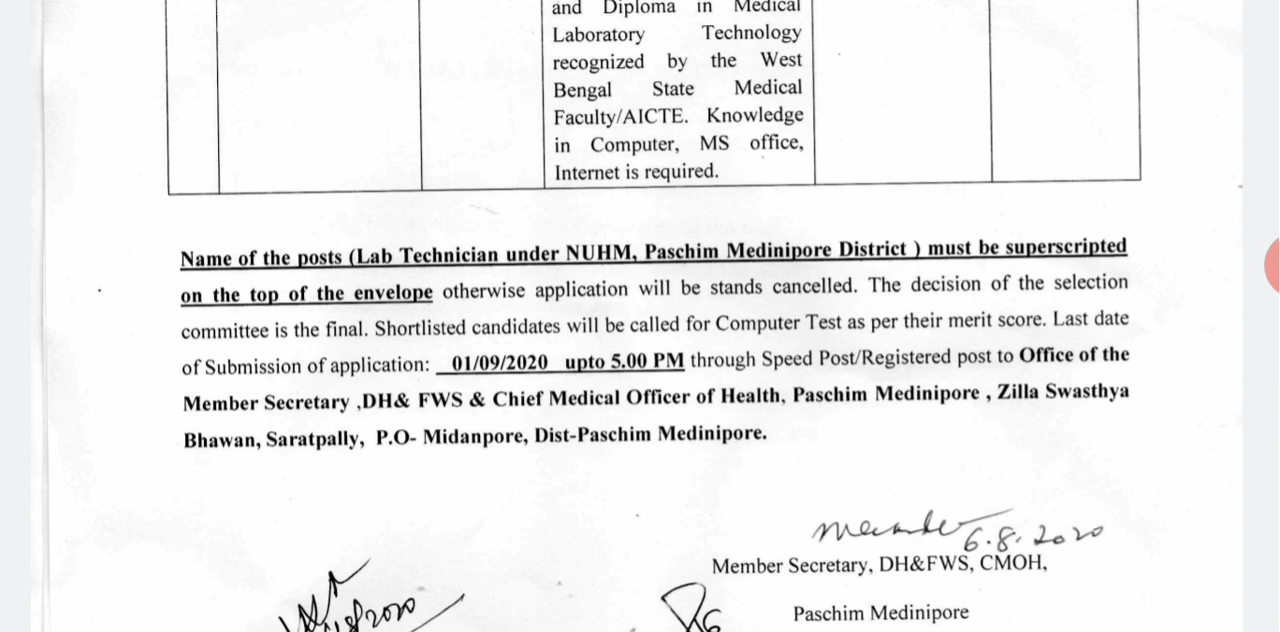 and Diploma in Medical
Laboratory Technology
recognized by the West
Bengal State Medical
Faculty/AICTE. Knowledge
in Computer, MS office,
Internet is required.
Name of the posts (Lab Technician under NUHM, Paschim Medinipore District ) must be superscripted
on the top of the envelope otherwise application will be stands cancelled. The decision of the selection
committee is the final. Shortlisted candidates will be called for Computer Test as per their merit score. Last date
of Submission of application: 01/09/2020 upto 5.00 PM through Speed Post/Registered post to Office of the
Member Secretary ,DH& FWS & Chief Medical Officer of Health, Paschim Medinipore , Zilla Swasthya
Bhawan, Saratpally, P.O- Midanpore, Dist-Paschim Medinipore.
6.8.2020
Member Secretary, DH&FWS, CMOH,
Paschim Medinipore